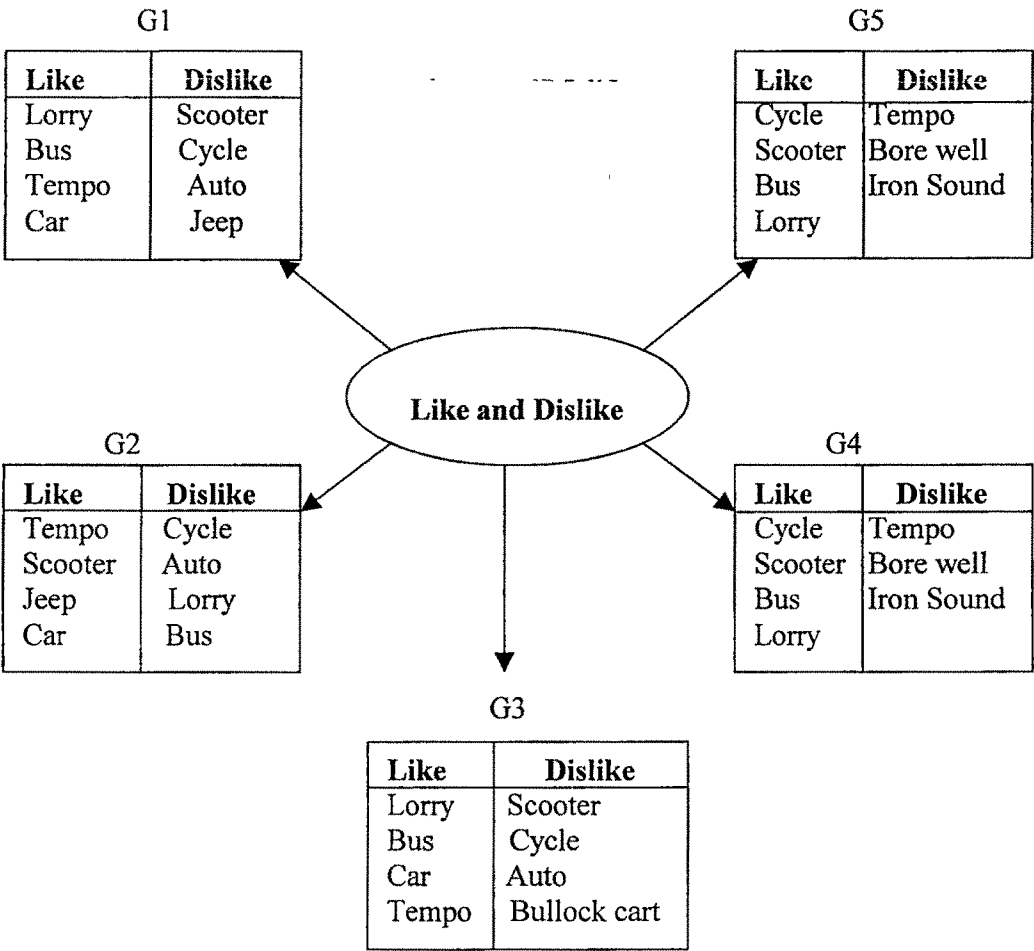 G1
Like Dislike
Lorry Scooter
Bus Cycle
Tempo Auto
Car Jeep
G5
Like Dislike
Cycle Tempo
Scooter Bore well
Bus Iron Sound
Lorry
Like and Dislike
G2
Like Dislike
Tempo Cycle
Scooter Auto
Jeep Lorry
Car Bus
G4
Like Dislike
Cycle Tempo
Scooter Bore well
Bus Iron Sound
Lorry
G3
Like Dislike
Lorry Scooter
Bus Cycle
Car Auto
Tempo Bullock cart